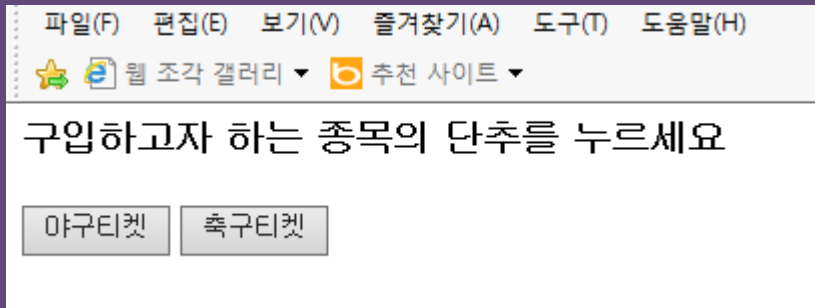 파일(F) 편집(E) 보기(V) 즐겨찾기(A) 도구(T) 도움말(H)
웹 조각 갤러리 ▼ 추천 사이트 ▼
구입하고자 하는 종목의 단추를 누르세요
야구티켓 축구티켓